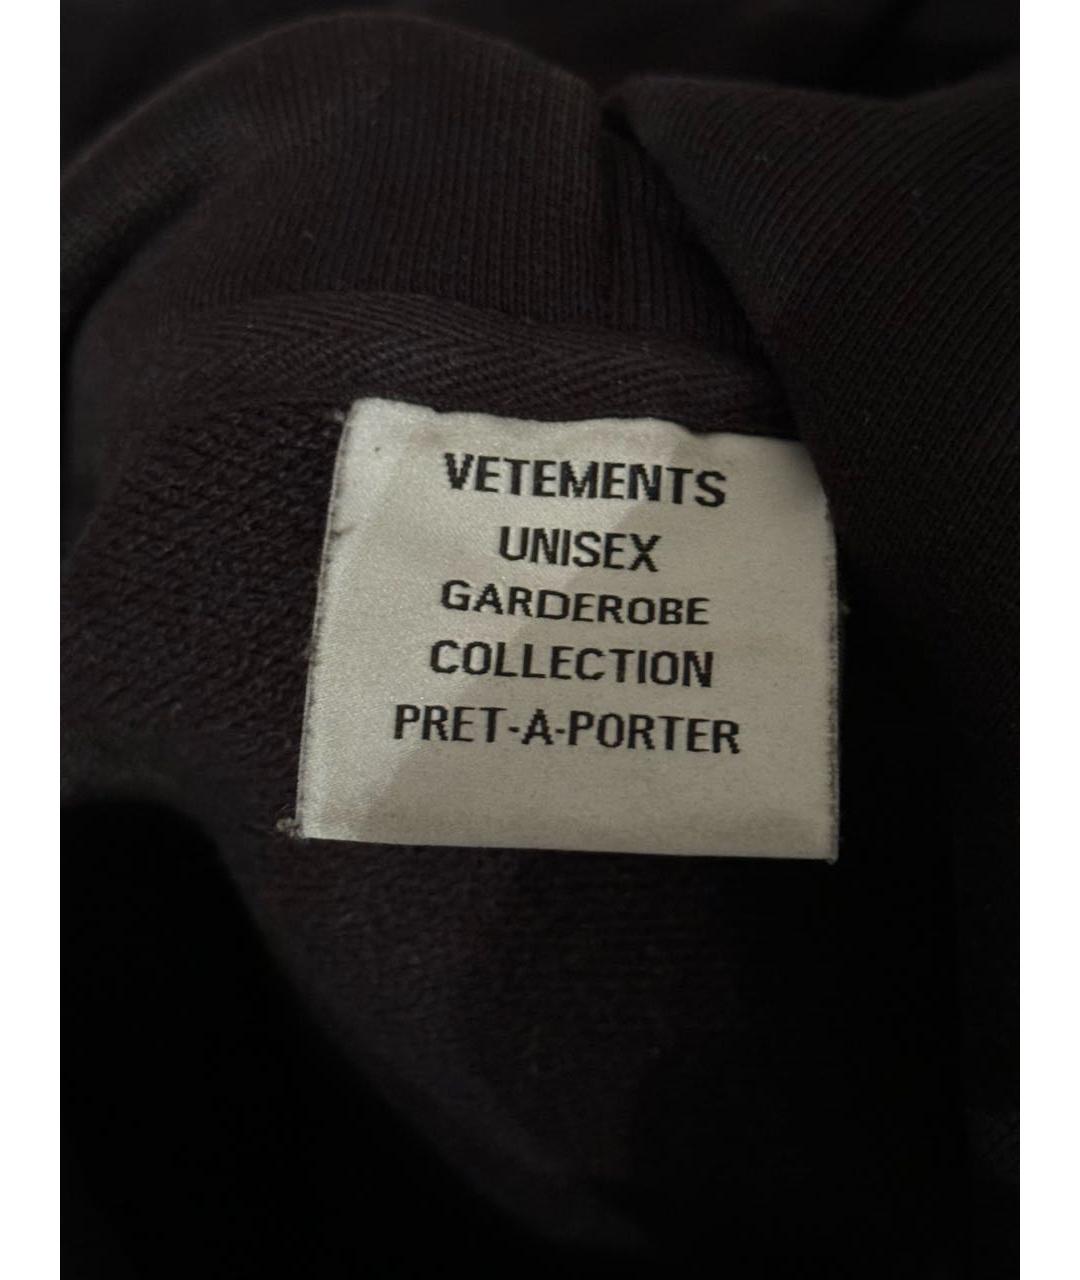 VETEMENTS
UNISEX
GARDEROBE
COLLECTION
PRET-A-PORTER